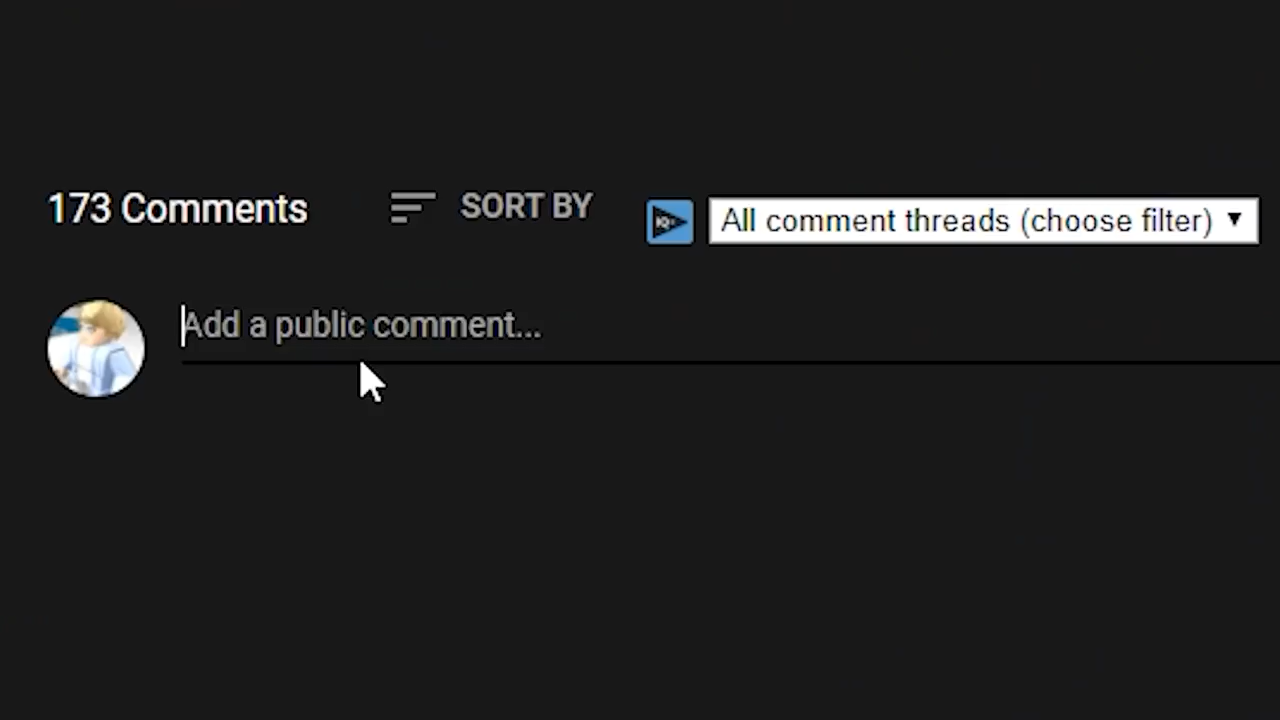 173 Comments
SORT BY
All comment threads (choose filter)
Add a public comment...